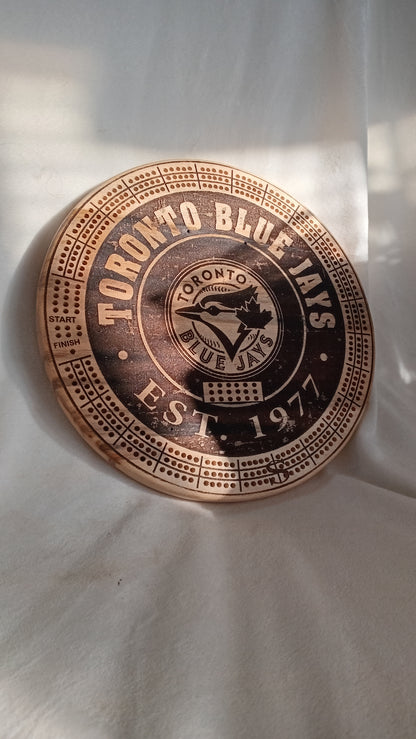 TORONTO BLUE JAYS
TORONTO
BLUE JAYS
EST. 1977
START
FINISH
S